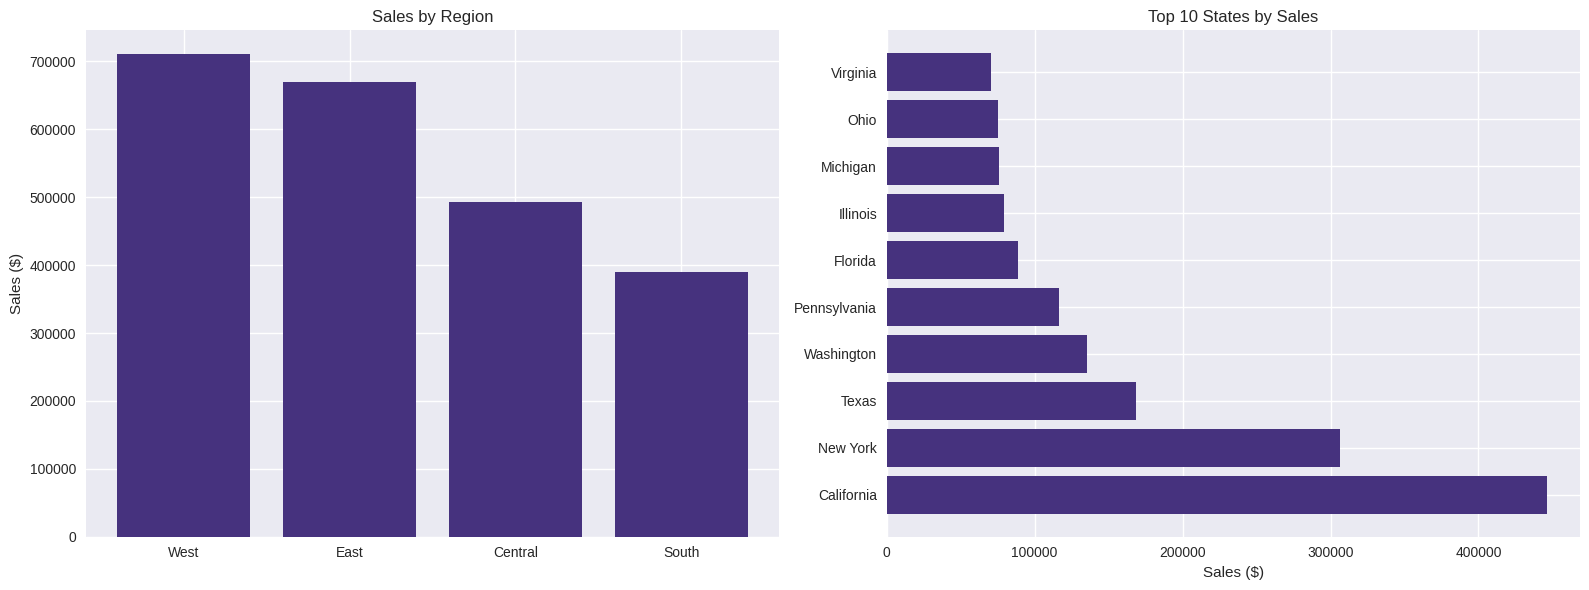 Sales by Region
Sales ($)
700000
600000
500000
400000
300000
200000
100000
0
West East Central South
Top 10 States by Sales
Virginia
Ohio
Michigan
Illinois
Florida
Pennsylvania
Washington
Texas
New York
California
0 100000 200000 300000 400000
Sales ($)